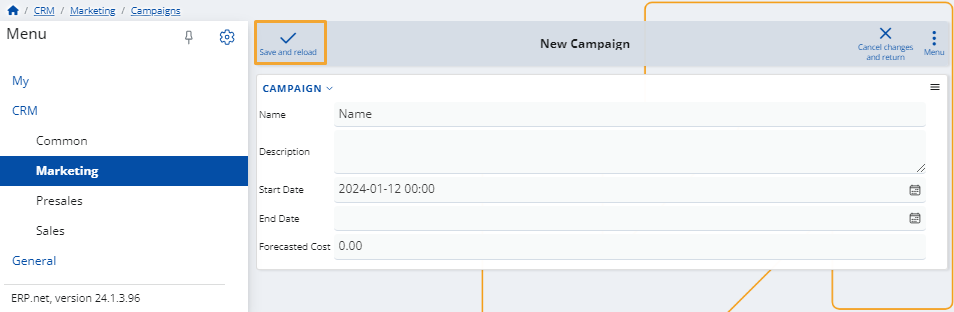 / CRM / Marketing / Campaigns
Menu
My
CRM
Common
Marketing
Presales
Sales
General
ERP.net, version 24.1.3.96
Save and reload
New Campaign
Cancel changes
and return
Menu
CAMPAIGN
Name Name
Description
Start Date 2024-01-12 00:00
End Date
Forecasted Cost 0.00